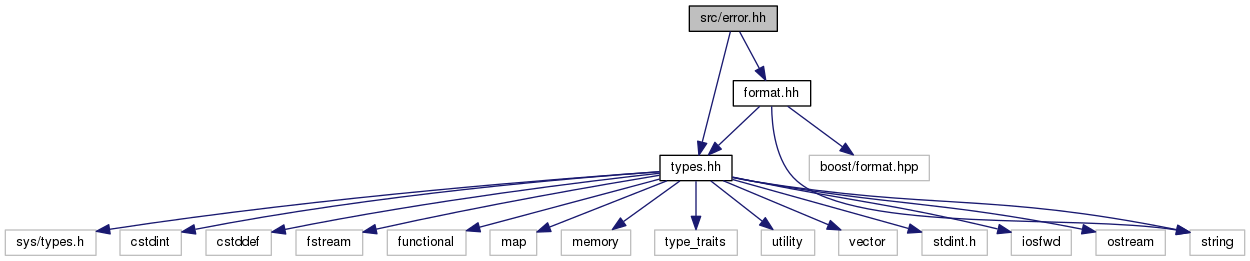 src/error.hh
format.hh
types.hh
boost/format.hpp
sys/types.h
cstdint
cstddef
fstream
functional
map
memory
type_traits
utility
vector
stdint.h
iosfwd
ostream
string